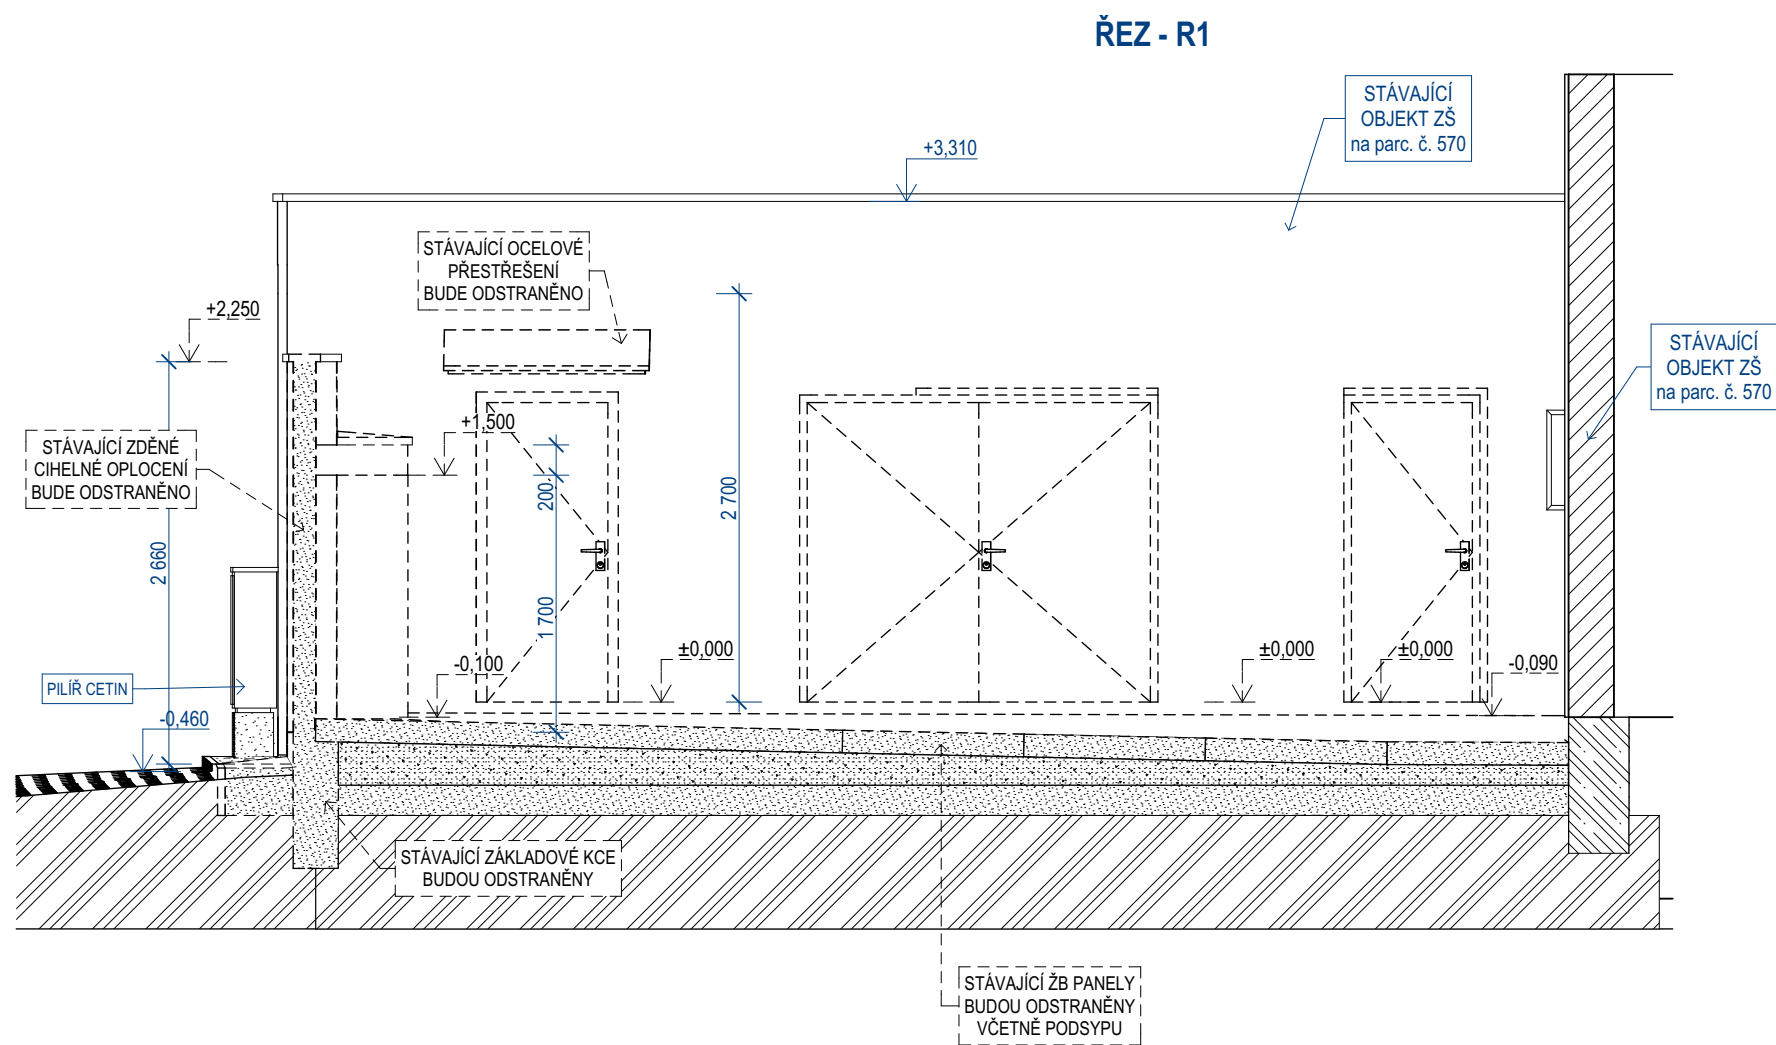 ŘEZ - R1
STÁVAJÍCÍ
OBJEKT ZŠ
na parc. č. 570
+3,310
STÁVAJÍCÍ OCELOVÉ
PŘESTŘEŠENÍ
BUDE ODSTRANĚNO
+2,250
STÁVAJÍCÍ
OBJEKT ZŠ
na parc. č. 570
STÁVAJÍCÍ ZDĚNÉ
CIHELNÉ OPLOCENÍ
BUDE ODSTRANĚNO
+1,500
200
2 700
2 660
1 700
±0,000
±0,000
±0,000
-0,100
-0,090
PILÍŘ CETIN
-0,460
STÁVAJÍCÍ ZÁKLADOVÉ KCE
BUDOU ODSTRANĚNY
STÁVAJÍCÍ ŽB PANELY
BUDOU ODSTRANĚNY
VČETNĚ PODSYPU